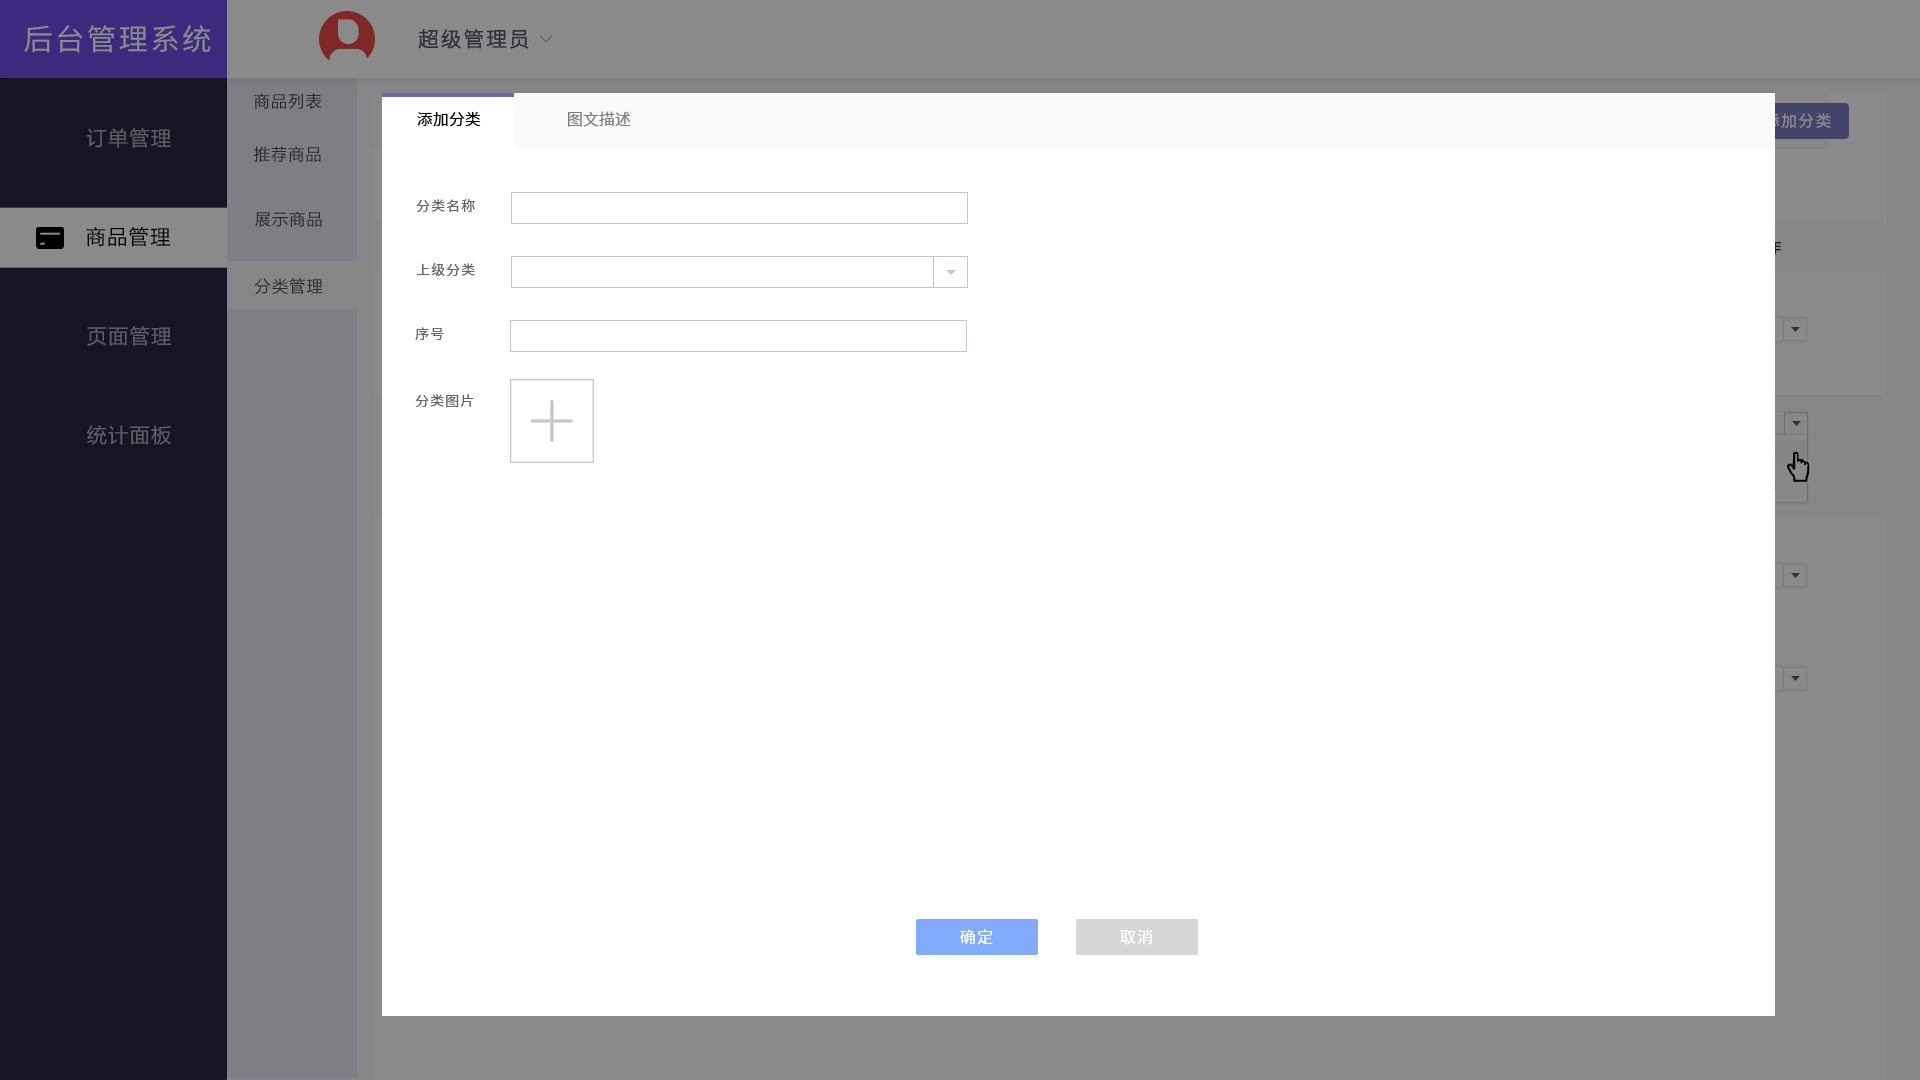 后台管理系统
超级管理员
订单管理
商品管理
页面管理
统计面板
商品列表
推荐商品
展示商品
分类管理
添加分类
图文描述
加分类
分类名称
上级分类
序号
分类图片
确定
取消